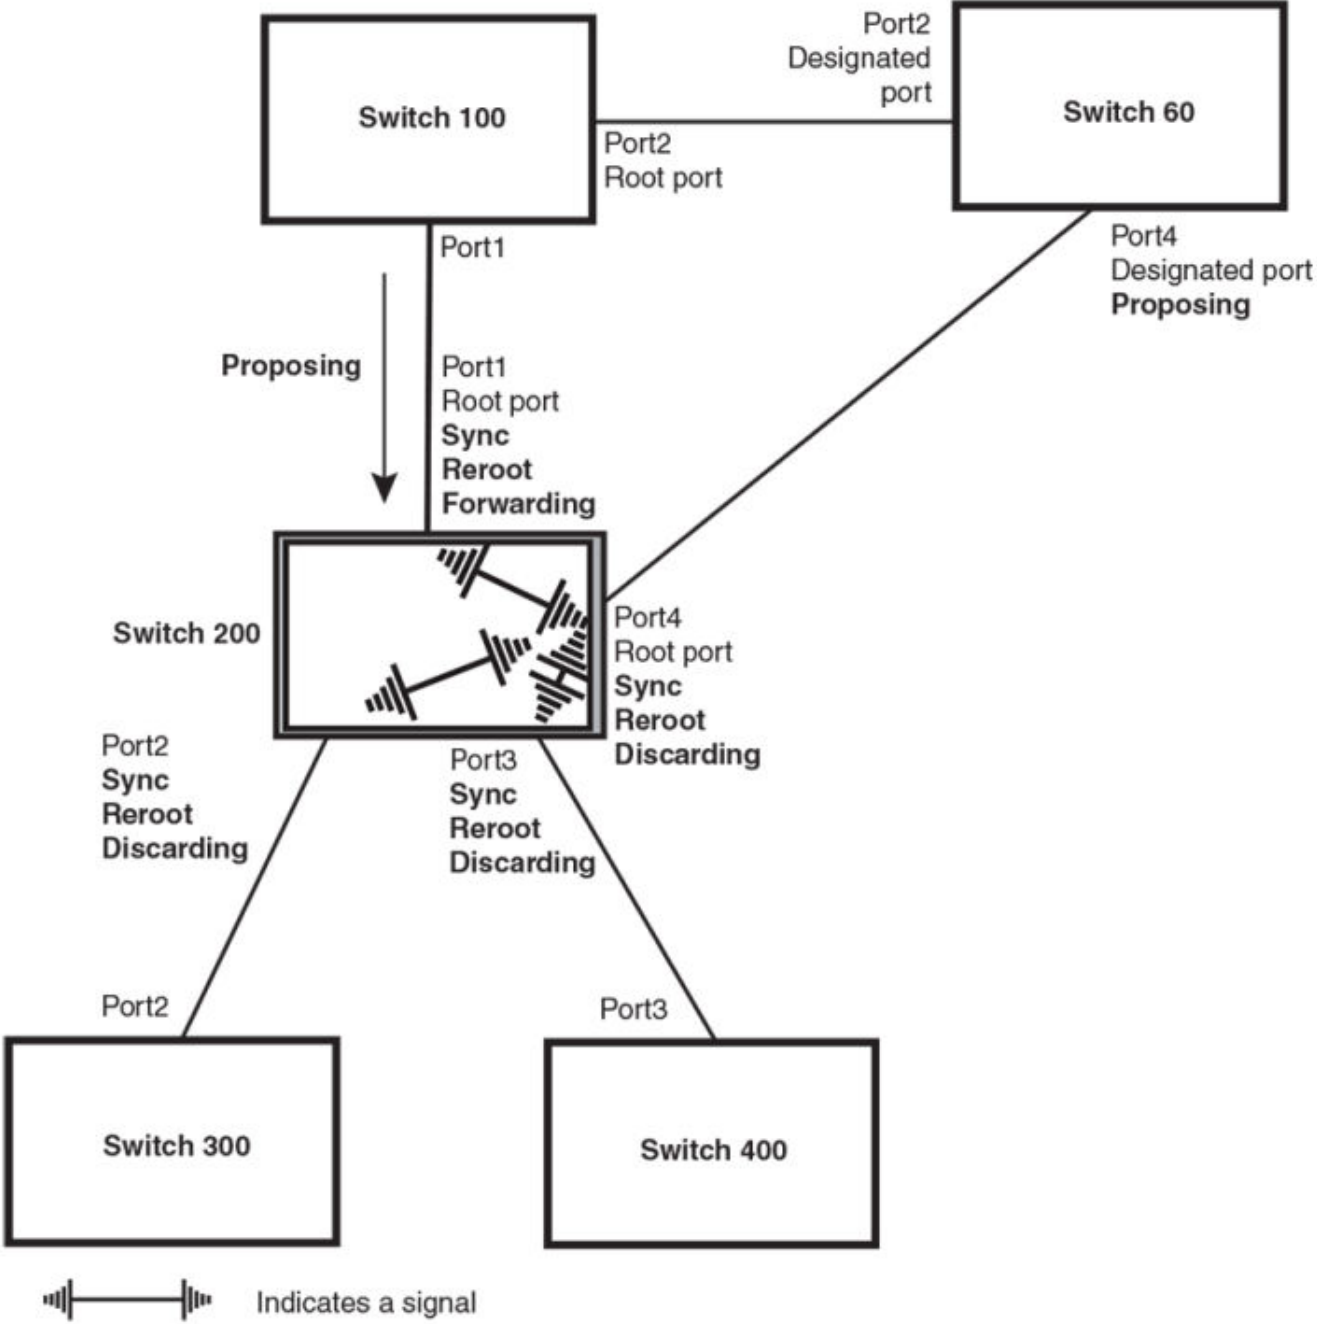 Port2
Designated
port
Switch 100
Switch 60
Port2
Root port
Port1
Port4
Designated port
Proposing
Proposing
Port1
Root port
Sync
Reroot
Forwarding
Switch 200
Port4
Root port
Sync
Reroot
Discarding
Port2
Sync
Reroot
Discarding
Port3
Sync
Reroot
Discarding
Port2
Port3
Switch 300
Switch 400
Indicates a signal